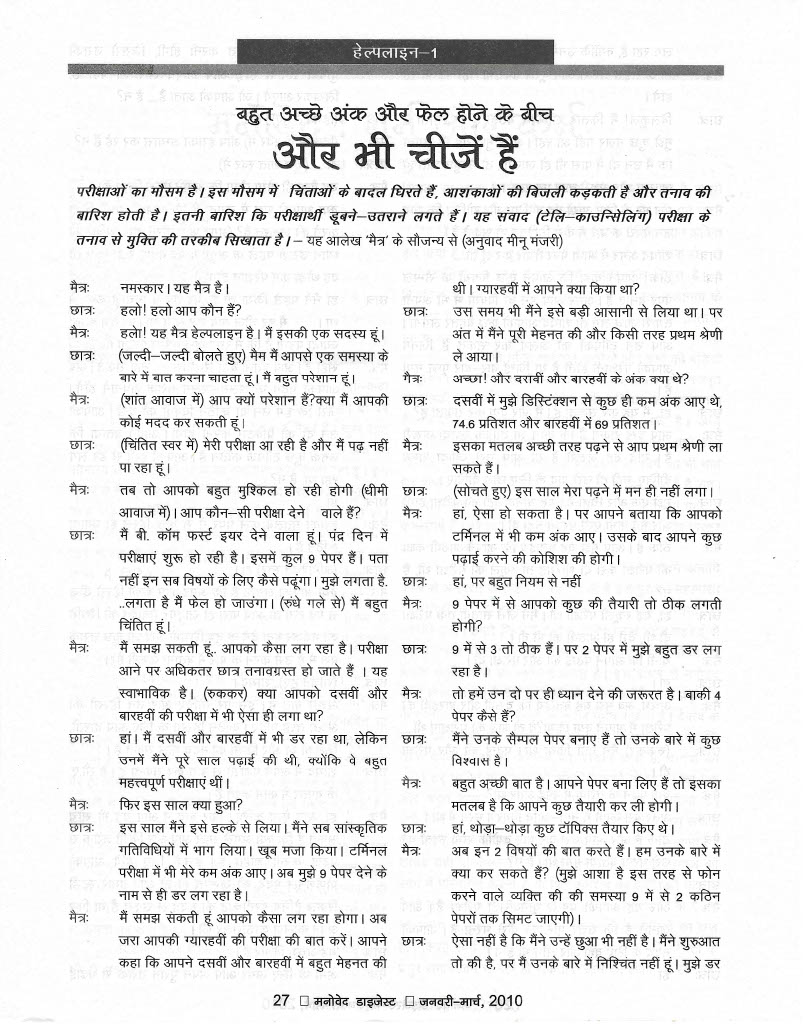 हेल्पलाइन–1
बहुत अच्छे अंक और फेल होने के बीच
और भी चीजें हैं
परीक्षाओं का मौसम है। इस मौराम में चिंताओं के बादल घिरते हैं, आशंकाओं की बिजली कड़कती है और तनाव की
बारिश होती है। इतनी बारिश कि परीक्षार्थी डूबने–उतराने लगते हैं। यह संवाद (टेलि–काउन्सिलिंग) परीक्षा के
तनाव से मुक्ति की तरकीब सिखाता है।– यह आलेख 'मैत्र' के सौजन्य से (अनुवाद मीनू मंजरी)
मैत्रः नमस्कार। यह मैत्र है।
छात्रः हलो! हलो आप कौन हैं?
मैत्रः हलो! यह मैत्र हेल्पलाइन है। मैं इसकी एक सदस्य हूं।
छात्रः (जल्दी–जल्दी बोलते हुए) मैम मैं आपसे एक समस्या के
बारे में बात करना चाहता हूं। मैं बहुत परेशान हूं।
मैत्रः (शांत आवाज में) आप क्यों परेशान हैं?क्या मैं आपकी
कोई मदद कर सकती हूं।
छात्रः (चिंतित स्वर में) मेरी परीक्षा आ रही है और मैं पढ़ नहीं
पा रहा हूं।
मैत्रः तब तो आपको बहुत मुश्किल हो रही होगी (धीमी
आवाज में)। आप कौन–सी परीक्षा देने वाले हैं?
छात्रः मैं बी. कॉम फर्स्ट इयर देने वाला हूं। पंद्र दिन में
परीक्षाएं शुरू हो रही है। इसमें कुल 9 पेपर हैं। पता
नहीं इन सब विषयों के लिए कैसे पढूंगा। मुझे लगता है.
..लगता है मैं फेल हो जाउंगा। (रुंधे गले से) मैं बहुत
चिंतित हूं।
मैत्रः मैं समझ सकती हूं.. आपको कैसा लग रहा है। परीक्षा
आने पर अधिकतर छात्र तनावग्रस्त हो जाते हैं । यह
स्वाभाविक है। (रुककर) क्या आपको दसवीं और
बारहवीं की परीक्षा में भी ऐसा ही लगा था?
छात्रः हां। मैं दसवीं और बारहवीं में भी डर रहा था, लेकिन
उनमें मैंने पूरे साल पढ़ाई की थी, क्योंकि वे बहुत
महत्त्वपूर्ण परीक्षाएं थीं।
मैत्रः फिर इस साल क्या हुआ?
छात्रः इस साल मैंने इसे हल्के से लिया। मैंने सब सांस्कृतिक
गतिविधियों में भाग लिया। खूब मजा किया। टर्मिनल
परीक्षा में भी मेरे कम अंक आए। अब मुझे 9 पेपर देने के
नाम से ही डर लग रहा है।
मैत्रः मैं समझ सकती हूं आपको कैसा लग रहा होगा। अब
जरा आपकी ग्यारहवीं की परीक्षा की बात करें। आपने
कहा कि आपने दसवीं और बारहवीं में बहुत मेहनत की
थी। ग्यारहवीं में आपने क्या किया था?
छात्रः उस समय भी मैंने इसे बड़ी आसानी से लिया था। पर
अंत में मैंने पूरी मेहनत की और किसी तरह प्रथम श्रेणी
ले आया।
मैत्रः अच्छा! और दरावीं और बारहवीं के अंक क्या थे?
छात्रः दसवीं में मुझे डिस्टिंक्शन से कुछ ही कम अंक आए थे,
74.6 प्रतिशत और बारहवीं में 69 प्रतिशत।
मैत्रः इसका मतलब अच्छी तरह पढ़ने से आप प्रथम श्रेणी ला
सकते हैं।
छात्रः (सोचते हुए) इस साल मेरा पढ़ने में मन ही नहीं लगा।
मैत्रः हां, ऐसा हो सकता है। पर आपने बताया कि आपको
टर्मिनल में भी कम अंक आए। उसके बाद आपने कुछ
पढ़ाई करने की कोशिश की होगी।
छात्रः हां, पर बहुत नियम से नहीं
मैत्रः 9 पेपर में से आपको कुछ की तैयारी तो ठीक लगती
होगी?
छात्रः 9 में से 3 तो ठीक हैं। पर 2 पेपर में मुझे बहुत डर लग
रहा है।
मैत्रः तो हमें उन दो पर ही ध्यान देने की जरूरत है। बाकी 4
पेपर कैसे हैं?
छात्रः मैंने उनके सैम्पल पेपर बनाए हैं तो उनके बारे में कुछ
विश्वास है।
मैत्रः बहुत अच्छी बात है। आपने पेपर बना लिए हैं तो इसका
मतलब है कि आपने कुछ तैयारी कर ली होगी।
छात्रः हां, थोड़ा–थोड़ा कुछ टॉपिक्स तैयार किए थे।
मैत्रः अब इन 2 विषयों की बात करते हैं। हम उनके बारे में
क्या कर सकते हैं? (मुझे आशा है इस तरह से फोन
करने वाले व्यक्ति की की समस्या 9 में से 2 कठिन
पेपरों तक सिमट जाएगी)।
छात्रः ऐसा नहीं है कि मैंने उन्हें छुआ भी नहीं है। मैंने शुरुआत
तो की है, पर मैं उनके बारे में निश्चिंत नहीं हूं। मुझे डर
27 □ मनोवेद डाइजेस्ट □ जनवरी–मार्च, 2010